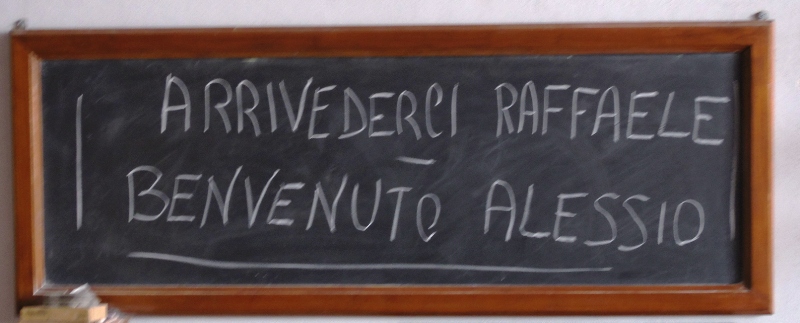 ARRIVEDERCI RAFFAELE
BENVENUTO ALESSIO